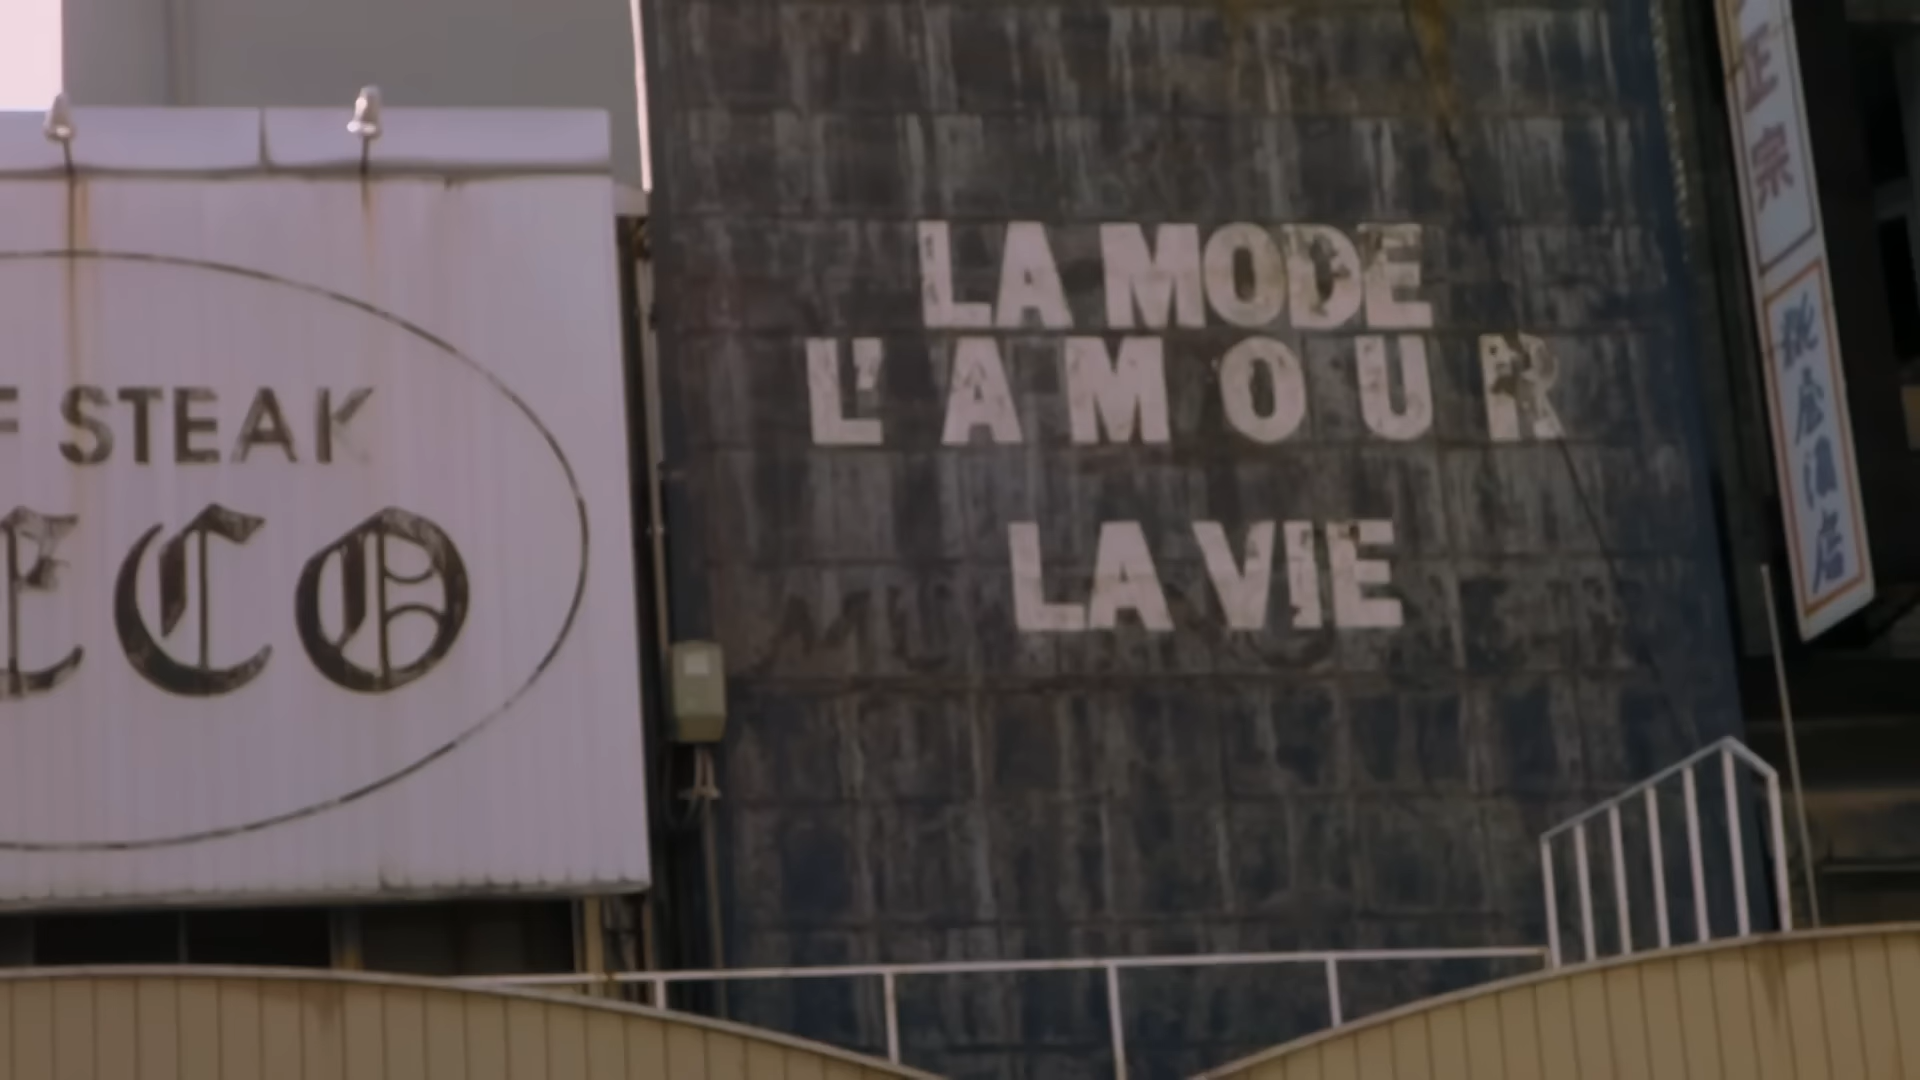 STEAK
ECO
LA MODE
L'AMOUR
LA VIE
正宗